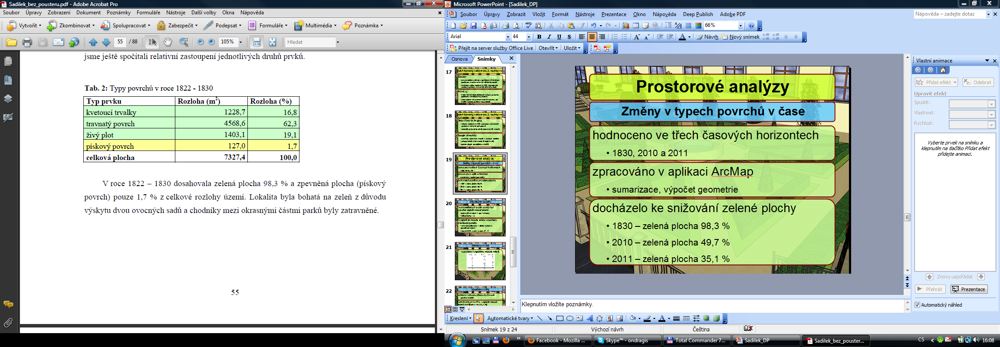 Sadilek_bez_pousteru.pdf - Adobe Acrobat Pro
Soubor Úpravy Zobrazení Dokument Poznámky Formuláře Nástroje Další volby Okna Nápověda
Vytvořit Zkombinovat Spolupracovat Zabezpečit Podepsat Formuláře Multimédia Poznámka
55 / 88 105% Hledat
jsme ještě spočítali relativní zastoupení jednotlivých druhů prvků.
Tab. 2: Typy povrchů v roce 1822 - 1830
Typ prvku Rozloha (m²) Rozloha (%)
kvetoucí trvalky 1228,7 16,8
travnatý povrch 4568,6 62,3
živý plot 1403,1 19,1
pískový povrch 127,0 1,7
celková plocha 7327,4 100,0
V roce 1822 – 1830 dosahovala zelená plocha 98,3 % a zpevněná plocha (pískový
povrch) pouze 1,7 % z celkové rozlohy území. Lokalita byla bohatá na zeleň z důvodu
výskytu dvou ovocných sadů a chodníky mezi okrasnými částmi parků byly zatravněné.
55
Microsoft PowerPoint - [Sadilek_DP]
Soubor Úpravy Zobrazit Vložit Formát Nástroje Prezentace Okno Nápověda Deep Publish Adobe PDF
Nápověda – zadejte dotaz
66%
Arial 44 B I U S Návrh Nový snímek
Přejít na server služby Office Live Otevřít Uložit
Osnova Snímky
17
18
Google SketchUp
19
Prostorové analýzy
Změny v typech povrchů v čase
20
21
22
Prostorové analýzy
Změny v typech povrchů v čase
hodnoceno ve třech časových horizontech
• 1830, 2010 a 2011
zpracováno v aplikaci ArcMap
• sumarizace, výpočet geometrie
docházelo ke snižování zelené plochy
• 1830 – zelená plocha 98,3 %
• 2010 – zelená plocha 49,7 %
• 2011 – zelená plocha 35,1 %
Klepnutím vložíte poznámky.
Vlastní animace
Přidat efekt Odebrat
Upravit efekt
Spustit:
Vlastnost:
Rychlost:
Vyberte prvek na snímku a
klepnutím na tlačítko Přidat efekt
přidejte animaci.
Znovu uspořádat
Přehrát Prezentace
Automatický náhled
Kreslení Automatické tvary
Snímek 19 z 24 Výchozí návrh Čeština
Facebook - Mozilla ... Skype™ - ondragis Total Commander 7... Sadilek_DP Sadilek_bez_pouster... CS 16:08